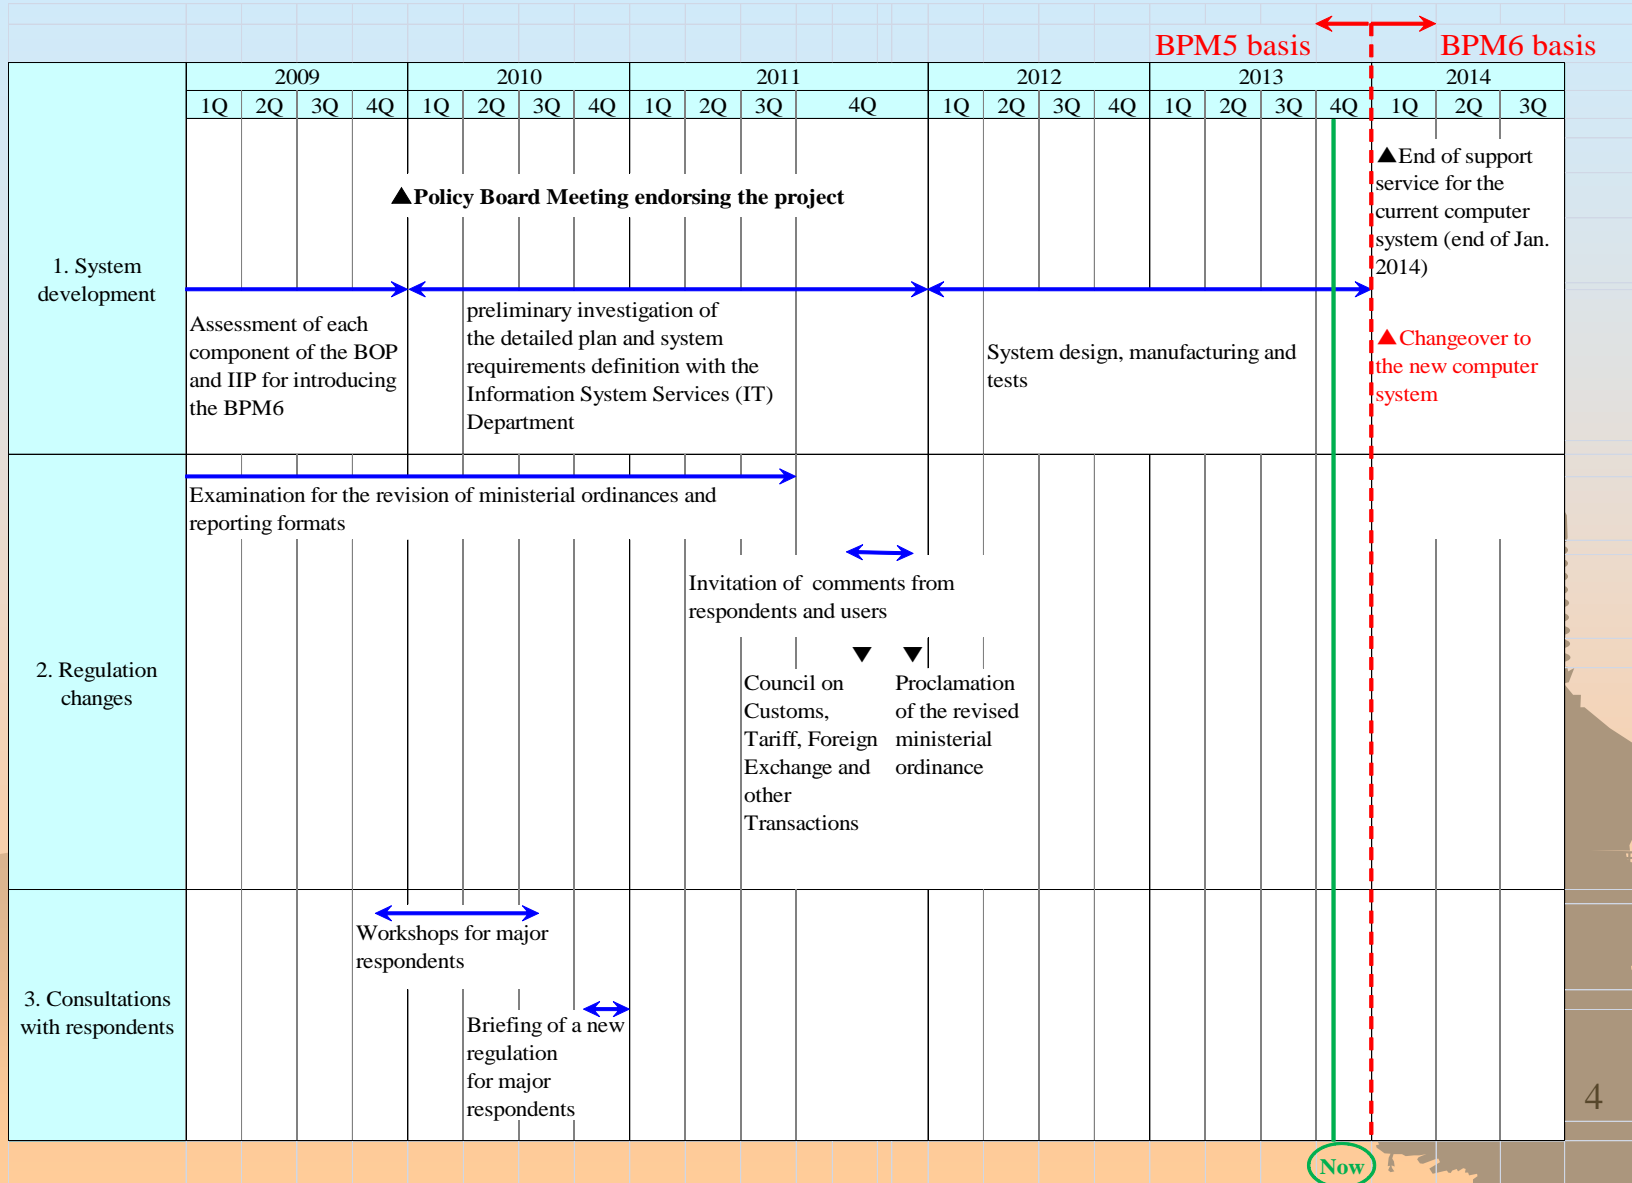 BPM5 basis
BPM6 basis
2009
2010
2011
2012
2013
2014
1Q 2Q 3Q 4Q 1Q 2Q 3Q 4Q 1Q 2Q 3Q 4Q 1Q 2Q 3Q 4Q 1Q 2Q 3Q 4Q 1Q 2Q 3Q
1. System
development
▲Policy Board Meeting endorsing the project
▲End of support
service for the
current computer
system (end of Jan.
2014)
Assessment of each
component of the BOP
and IIP for introducing
the BPM6
preliminary investigation of
the detailed plan and system
requirements definition with the
Information System Services (IT)
Department
System design, manufacturing and
tests
▲Changeover to
the new computer
system
2. Regulation
changes
Examination for the revision of ministerial ordinances and
reporting formats
Invitation of comments from
respondents and users
▼
▼
Council on
Customs,
Tariff, Foreign
Exchange and
other
Transactions
Proclamation
of the revised
ministerial
ordinance
3. Consultations
with respondents
Workshops for major
respondents
Briefing of a new
regulation
for major
respondents
4
Now